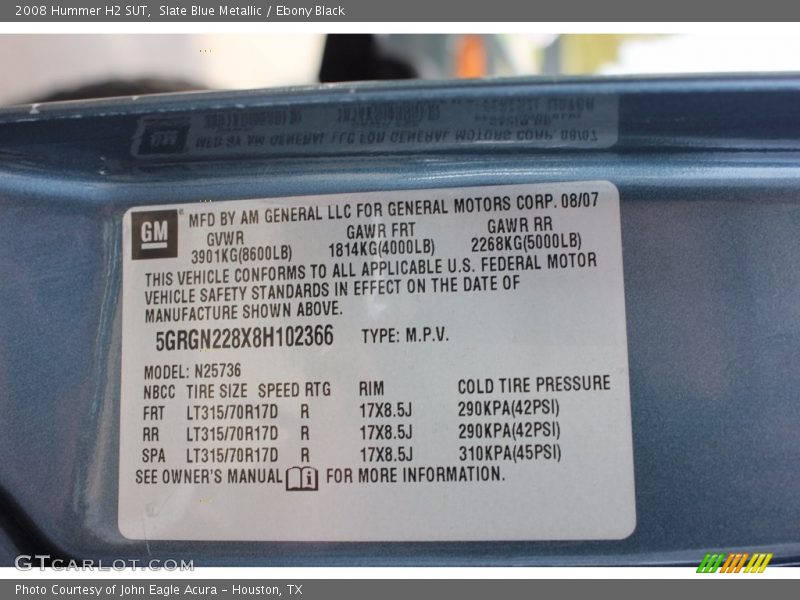 2008 Hummer H2 SUT, Slate Blue Metallic / Ebony Black
GM
MFD BY AM GENERAL LLC FOR GENERAL MOTORS CORP. 08/07
GVWR GAWR FRT GAWR RR
3901KG(8600LB) 1814KG(4000LB) 2268KG(5000LB)
THIS VEHICLE CONFORMS TO ALL APPLICABLE U.S. FEDERAL MOTOR
VEHICLE SAFETY STANDARDS IN EFFECT ON THE DATE OF
MANUFACTURE SHOWN ABOVE.
5GRGN228X8H102366 TYPE: M.P.V.
MODEL: N25736
NBCC TIRE SIZE SPEED RTG RIM COLD TIRE PRESSURE
FRT LT315/70R17D R 17X8.5J 290KPA(42PSI)
RR LT315/70R17D R 17X8.5J 290KPA(42PSI)
SPA LT315/70R17D R 17X8.5J 310KPA(45PSI)
SEE OWNER'S MANUAL FOR MORE INFORMATION.
GTCARLOT.COM
Photo Courtesy of John Eagle Acura - Houston, TX